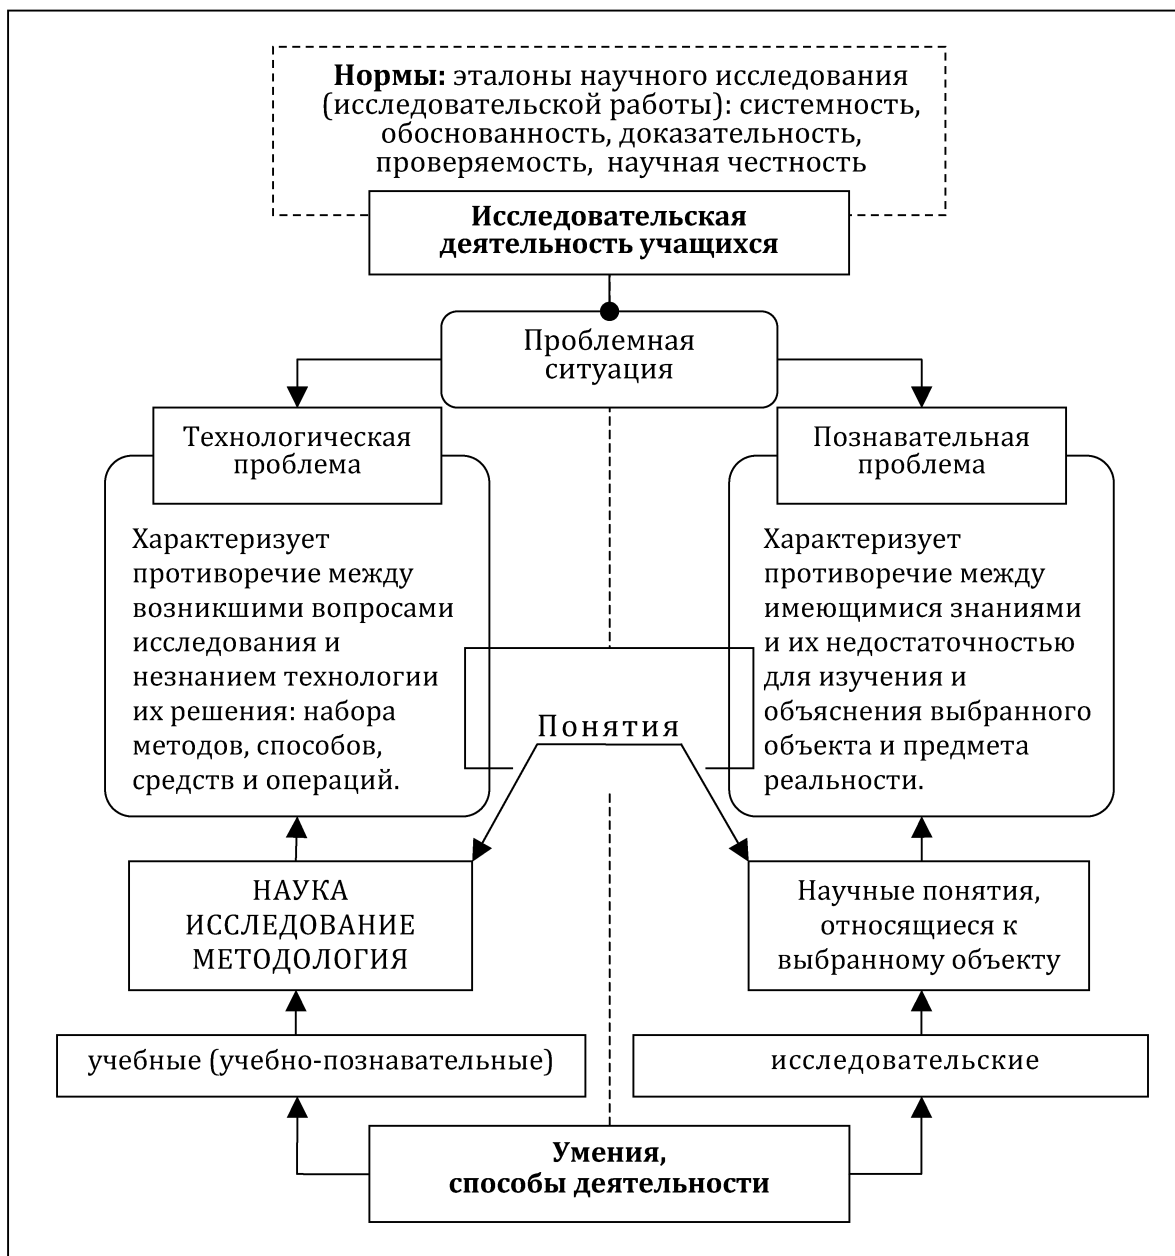 Нормы: эталоны научного исследования
(исследовательской работы): системность,
обоснованность, доказательность,
проверяемость, научная честность
Исследовательская
деятельность учащихся
Проблемная
ситуация
Технологическая
проблема
Характеризует
противоречие между
возникшими вопросами
исследования и
незнанием технологии
их решения: набора
методов, способов,
средств и операций.
Познавательная
проблема
Характеризует
противоречие между
имеющимися знаниями
и их недостаточностью
для изучения и
объяснения выбранного
объекта и предмета
реальности.
Понятия
НАУКА
ИССЛЕДОВАНИЕ
МЕТОДОЛОГИЯ
Научные понятия,
относящиеся к
выбранному объекту
учебные (учебно-познавательные)
исследовательские
Умения,
способы деятельности